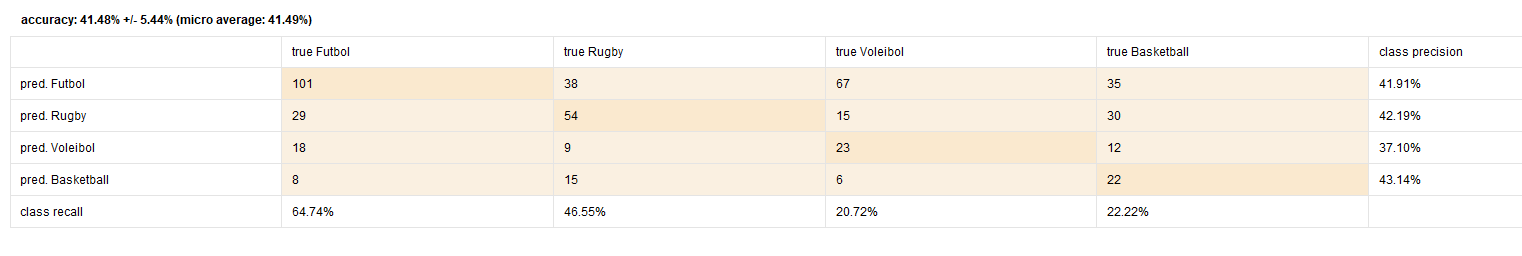 accuracy: 41.48% +/- 5.44% (micro average: 41.49%)
true Futbol true Rugby true Voleibol true Basketball class precision
pred. Futbol 101 38 67 35 41.91%
pred. Rugby 29 54 15 30 42.19%
pred. Voleibol 18 9 23 12 37.10%
pred. Basketball 8 15 6 22 43.14%
class recall 64.74% 46.55% 20.72% 22.22%